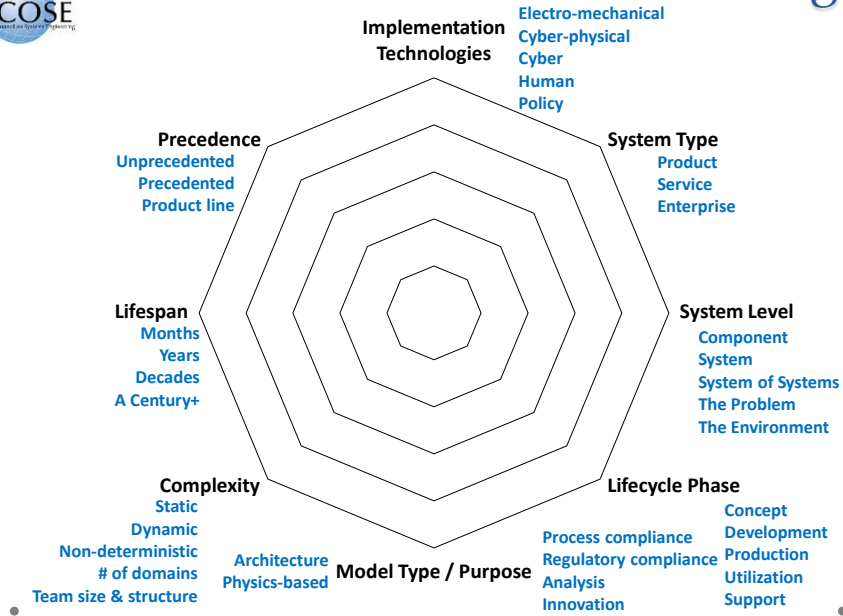 COSE
Implementation
Technologies
Electro-mechanical
Cyber-physical
Cyber
Human
Policy
Precedence
Unprecedented
Precedented
Product line
System Type
Product
Service
Enterprise
Lifespan
Months
Years
Decades
A Century+
System Level
Component
System
System of Systems
The Problem
The Environment
Complexity
Static
Dynamic
Non-deterministic
# of domains
Team size & structure
Architecture
Physics-based
Model Type / Purpose
Process compliance
Regulatory compliance
Analysis
Innovation
Lifecycle Phase
Concept
Development
Production
Utilization
Support